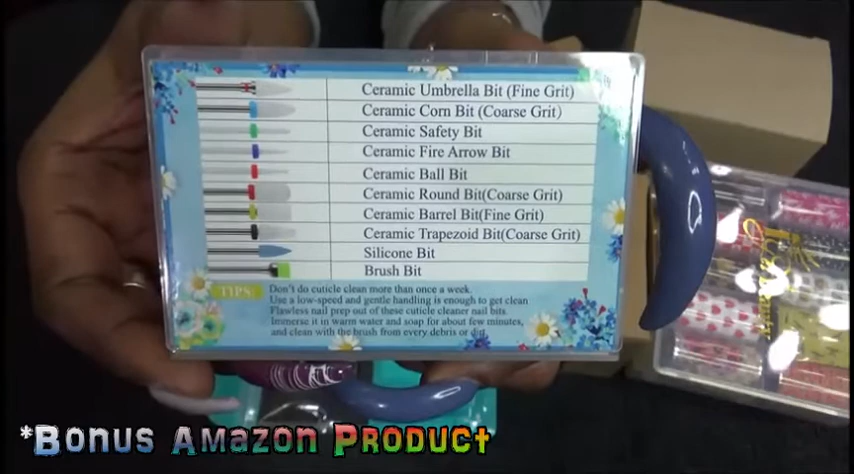 Ceramic Umbrella Bit (Fine Grit)
Ceramic Corn Bit (Coarse Grit)
Ceramic Safety Bit
Ceramic Fire Arrow Bit
Ceramic Ball Bit
Ceramic Round Bit(Coarse Grit)
Ceramic Barrel Bit(Fine Grit)
Ceramic Trapezoid Bit(Coarse Grit)
Silicone Bit
Brush Bit
TIPS:
Don't do cuticle clean more than once a week.
Use a low-speed and gentle handling is enough to get clean
Flawless nail prep out of these cuticle cleaner nail bits.
Immerse it in warm water and soap for about few minutes,
and clean with the brush from every debris or dirt.
*Bonus Amazon Product